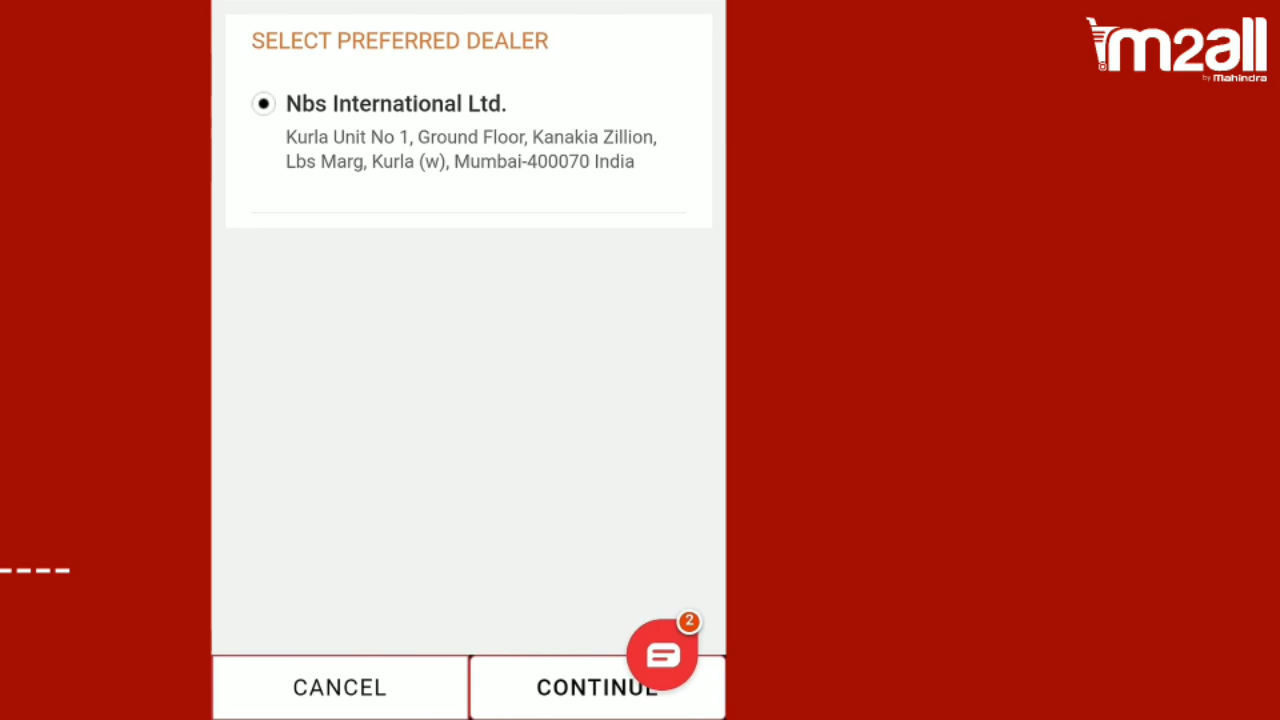 m2all
by Mahindra
SELECT PREFERRED DEALER
Nbs International Ltd.
Kurla Unit No 1, Ground Floor, Kanakia Zillion,
Lbs Marg, Kurla (w), Mumbai-400070 India
2
CANCEL
CONTINUE